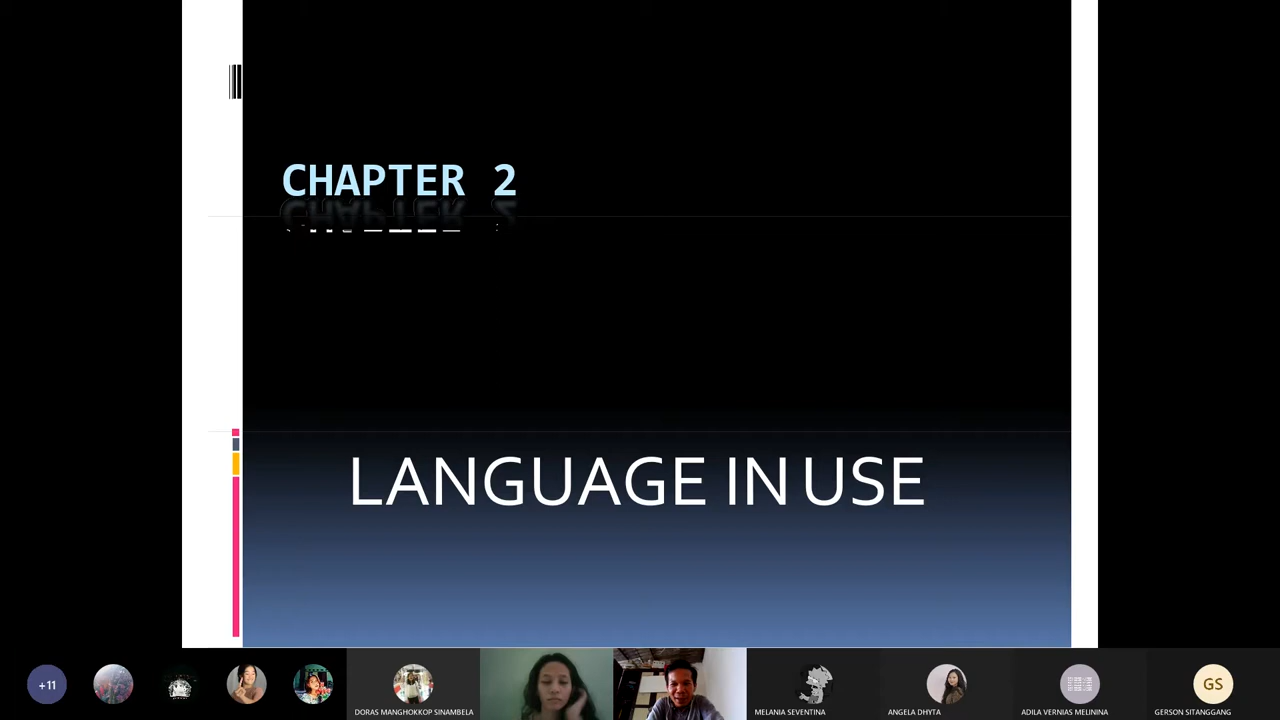 CHAPTER 2
LANGUAGE IN USE
+11
DORAS MANGHOKKOP SINAMBELA
MELANIA SEVENTINA
ANGELA DHYTA
ADILA VERNIAS MELININA
GS
GERSON SITANGGANG